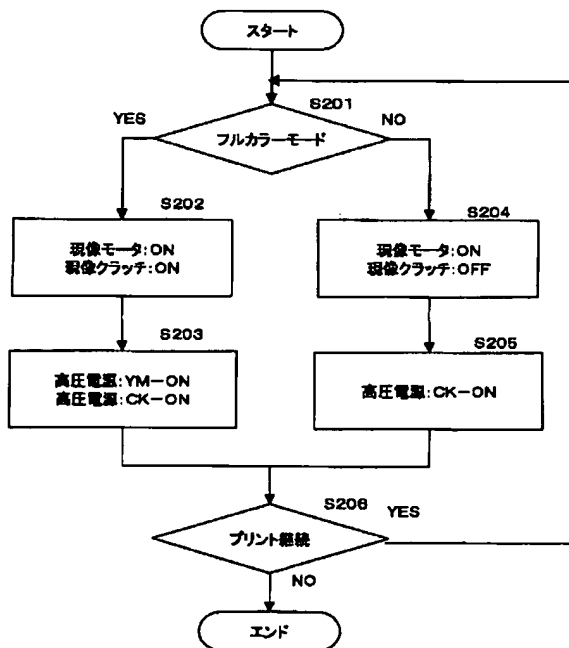 スタート
S201
YES
フルカラーモード
NO
S202
現像モータ:ON
現像クラッチ:ON
S204
現像モータ:ON
現像クラッチ:OFF
S203
高圧電源:YM-ON
高圧電源:CK-ON
S205
高圧電源:CK-ON
S206
YES
プリント継続
NO
エンド